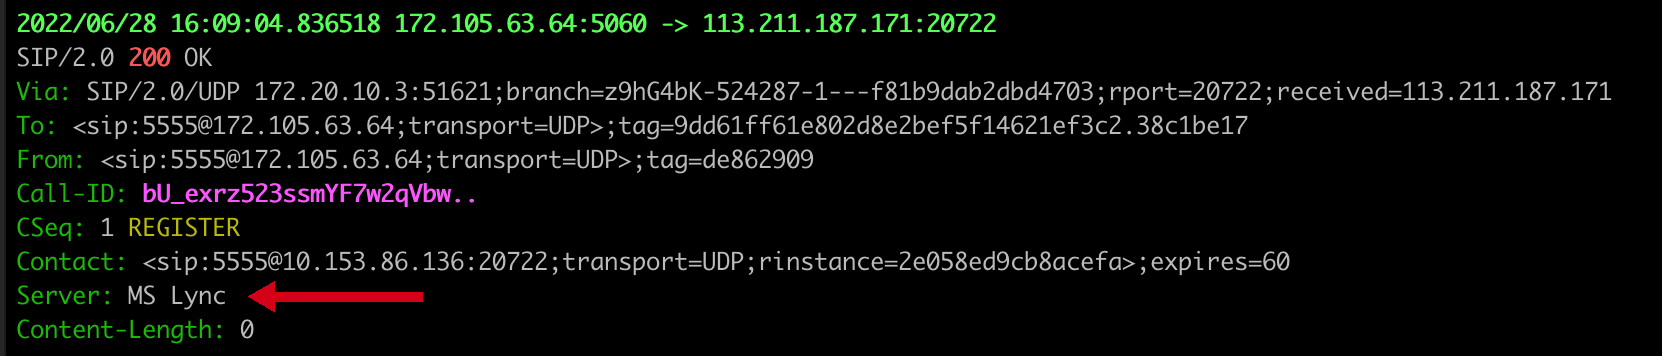 2022/06/28 16:09:04.836518 172.105.63.64:5060 -> 113.211.187.171:20722
SIP/2.0 200 OK
Via: SIP/2.0/UDP 172.20.10.3:51621;branch=z9hG4bK-524287-1---f81b9dab2dbd4703;rport=20722;received=113.211.187.171
To: <sip:5555@172.105.63.64;transport=UDP>;tag=9dd61ff61e802d8e2bef5f14621ef3c2.38c1be17
From: <sip:5555@172.105.63.64;transport=UDP>;tag=de862909
Call-ID: bU_exrz523ssmYF7w2qVbw..
CSeq: 1 REGISTER
Contact: <sip:5555@10.153.86.136:20722;transport=UDP;rinstance=2e058ed9cb8acefa>;expires=60
Server: MS Lync
Content-Length: 0